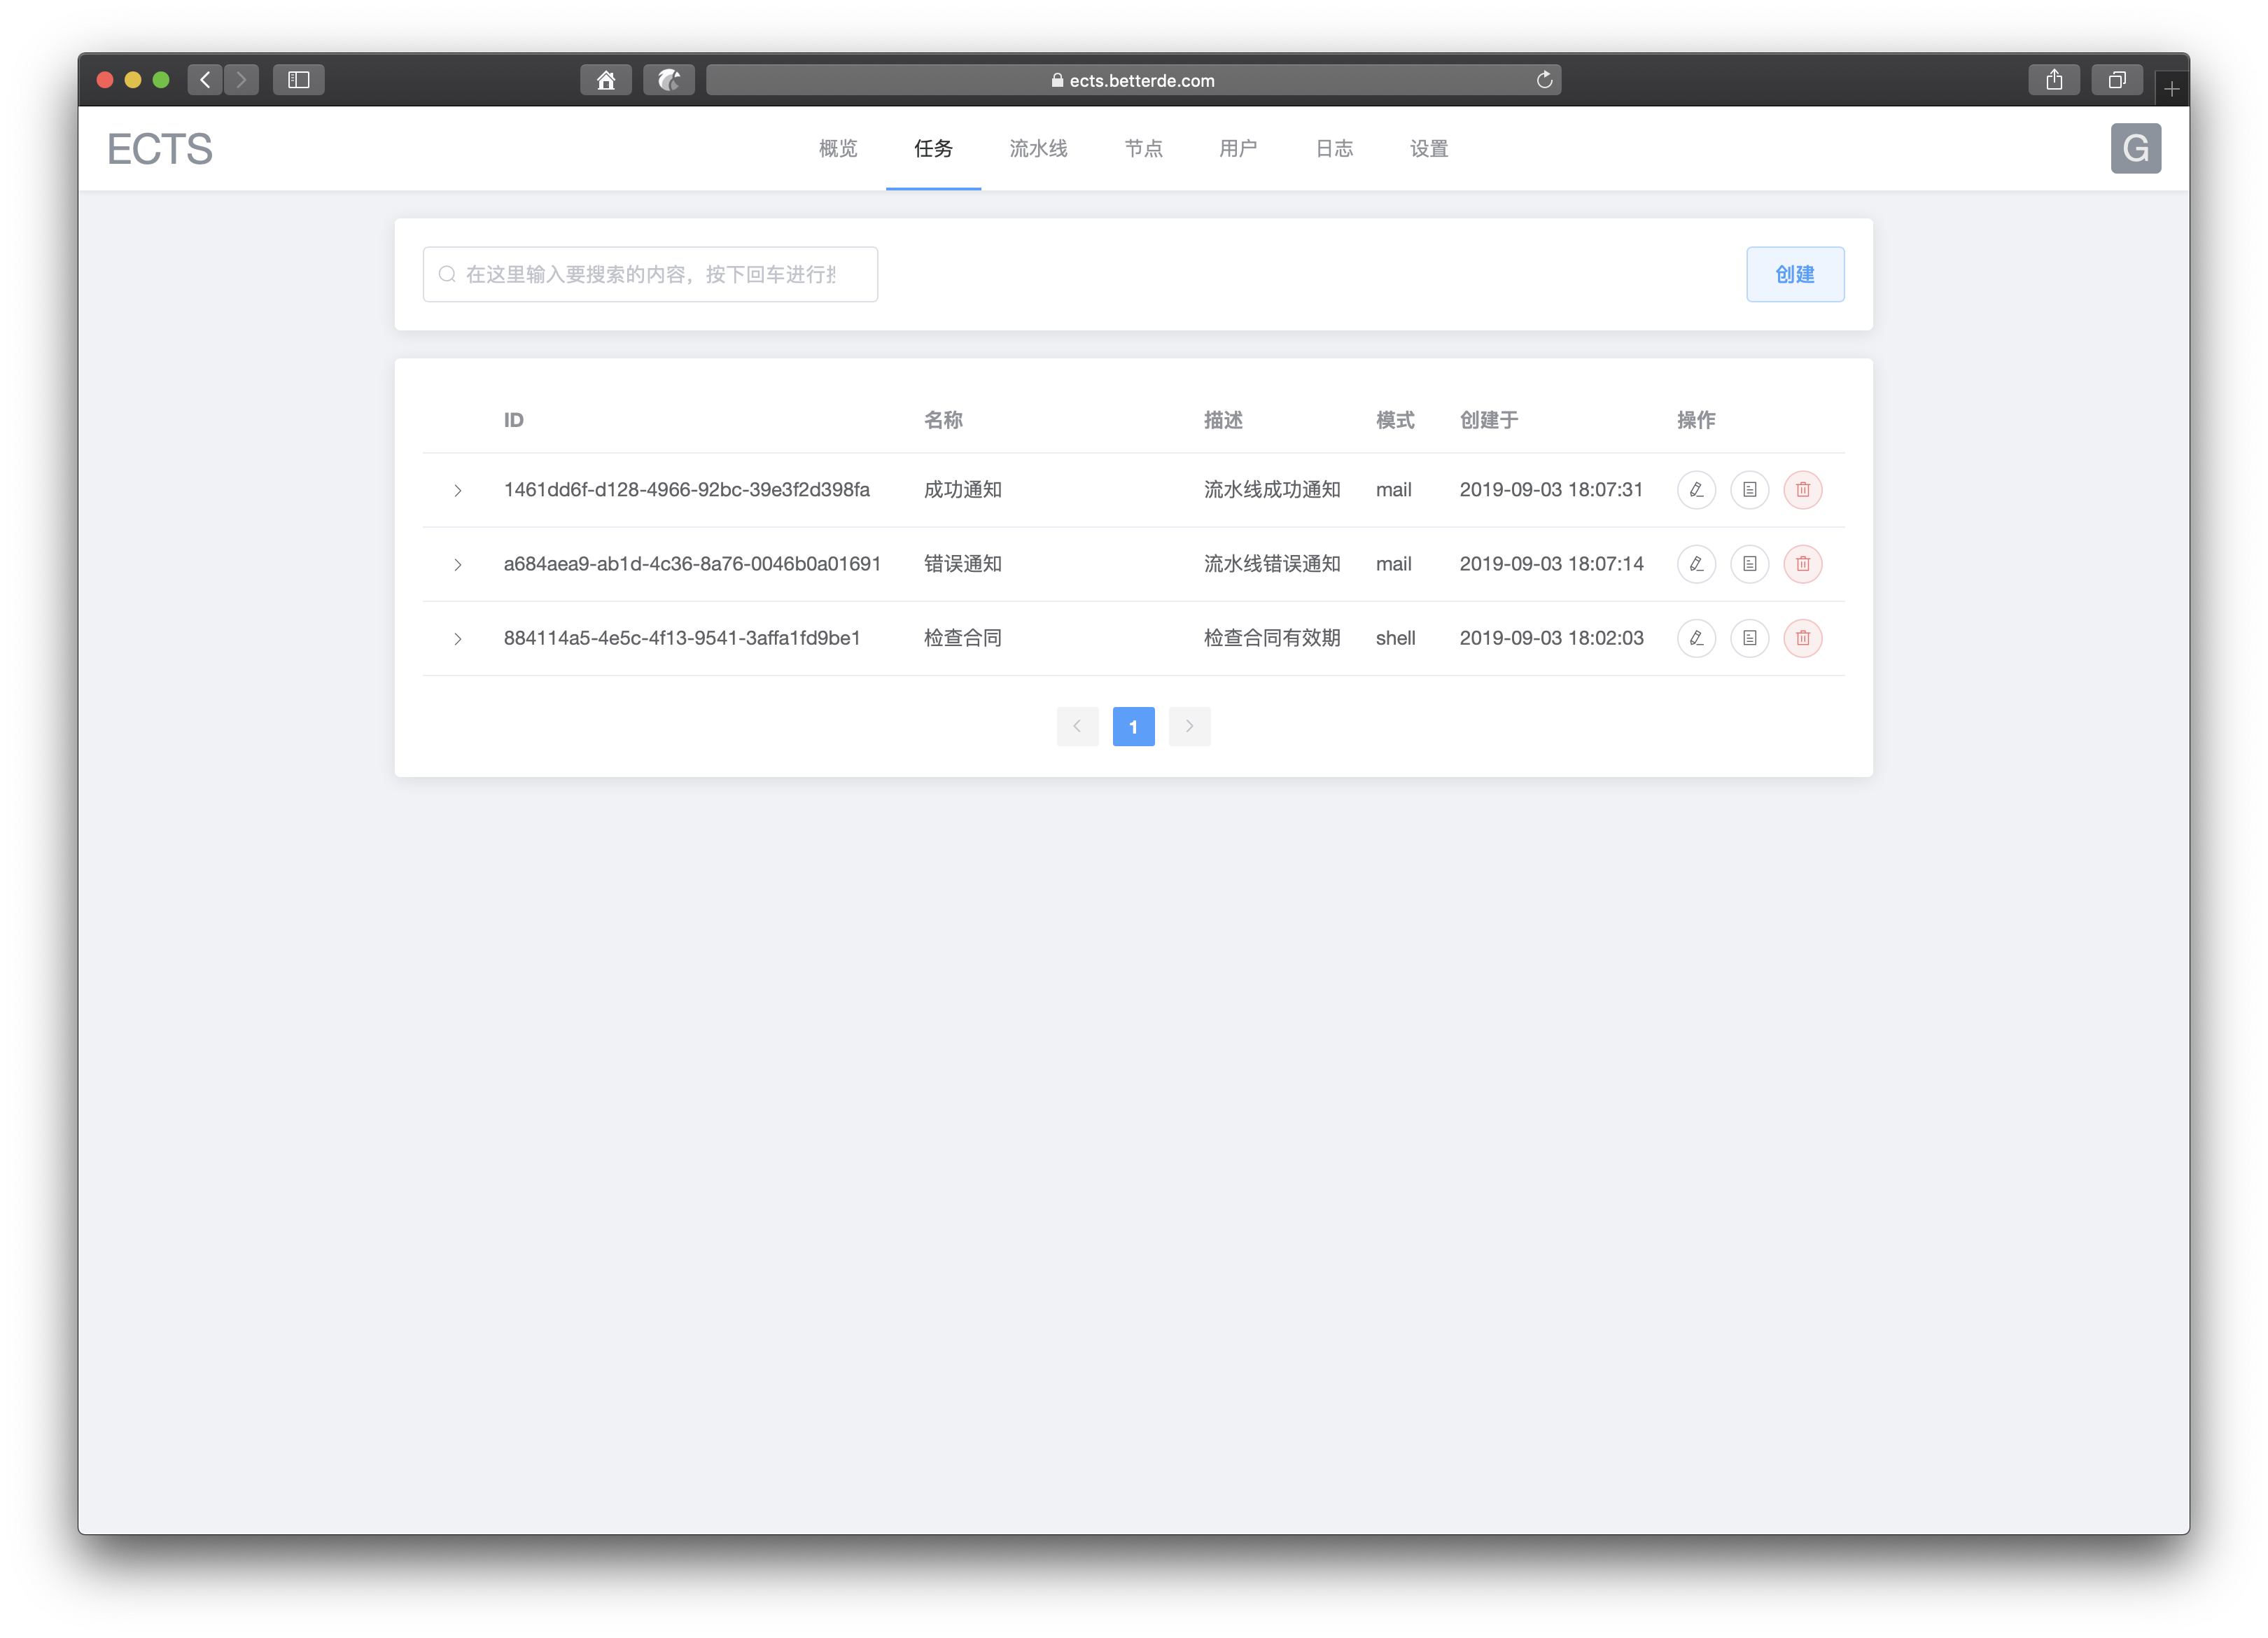 ects.betterde.com
ECTS 概览 任务 流水线 节点 用户 日志 设置 G
在这里输入要搜索的内容，按下回车进行 创建
ID 名称 描述 模式 创建于 操作
1461dd6f-d128-4966-92bc-39e3f2d398fa 成功通知 流水线成功通知 mail 2019-09-03 18:07:31
a684aea9-ab1d-4c36-8a76-0046b0a01691 错误通知 流水线错误通知 mail 2019-09-03 18:07:14
884114a5-4e5c-4f13-9541-3affa1fd9be1 检查合同 检查合同有效期 shell 2019-09-03 18:02:03
1